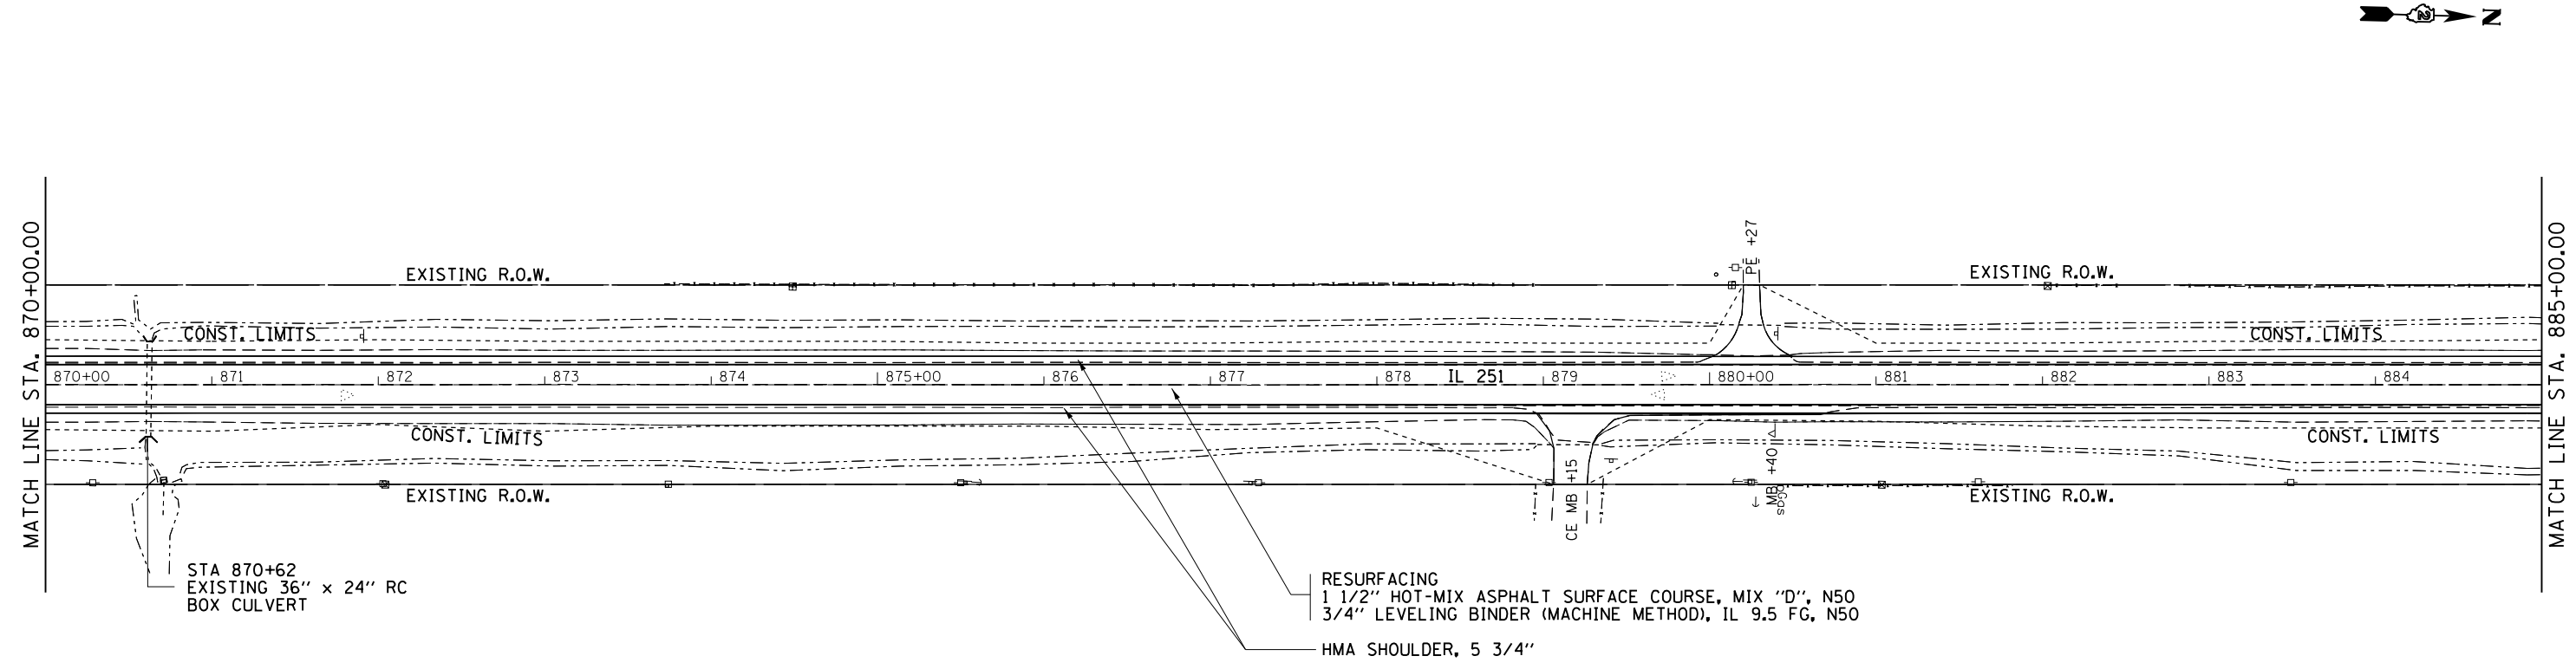 N
MATCH LINE STA. 870+00.00
EXISTING R.O.W.
PE +27
EXISTING R.O.W.
MATCH LINE STA. 885+00.00
CONST. LIMITS
CONST. LIMITS
870+00
871
872
873
874
875+00
876
877
878
IL 251
879
880+00
881
882
883
884
CONST. LIMITS
CONST. LIMITS
EXISTING R.O.W.
CE MB +15
MB +40
EXISTING R.O.W.
STA 870+62
EXISTING 36" x 24" RC
BOX CULVERT
RESURFACING
1 1/2" HOT-MIX ASPHALT SURFACE COURSE, MIX "D", N50
3/4" LEVELING BINDER (MACHINE METHOD), IL 9.5 FG, N50
HMA SHOULDER, 5 3/4"